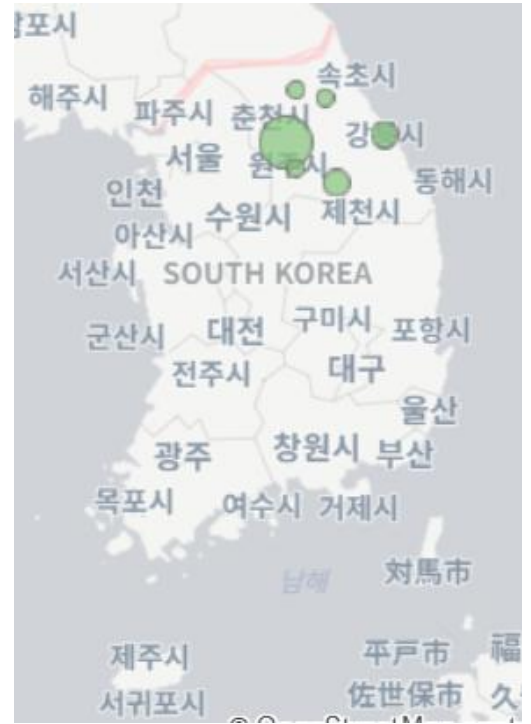 포시
속초시
해주시
파주시
춘천시
강
시
서울
원주시
동해시
인천
수원시
제천시
아산시
서산시
SOUTH KOREA
군산시
대전
구미시
포항시
전주시
대구
울산
광주
창원시
부산
목포시
여수시
거제시
남해
対馬市
제주시
平戸市
福
서귀포시
佐世保市
久